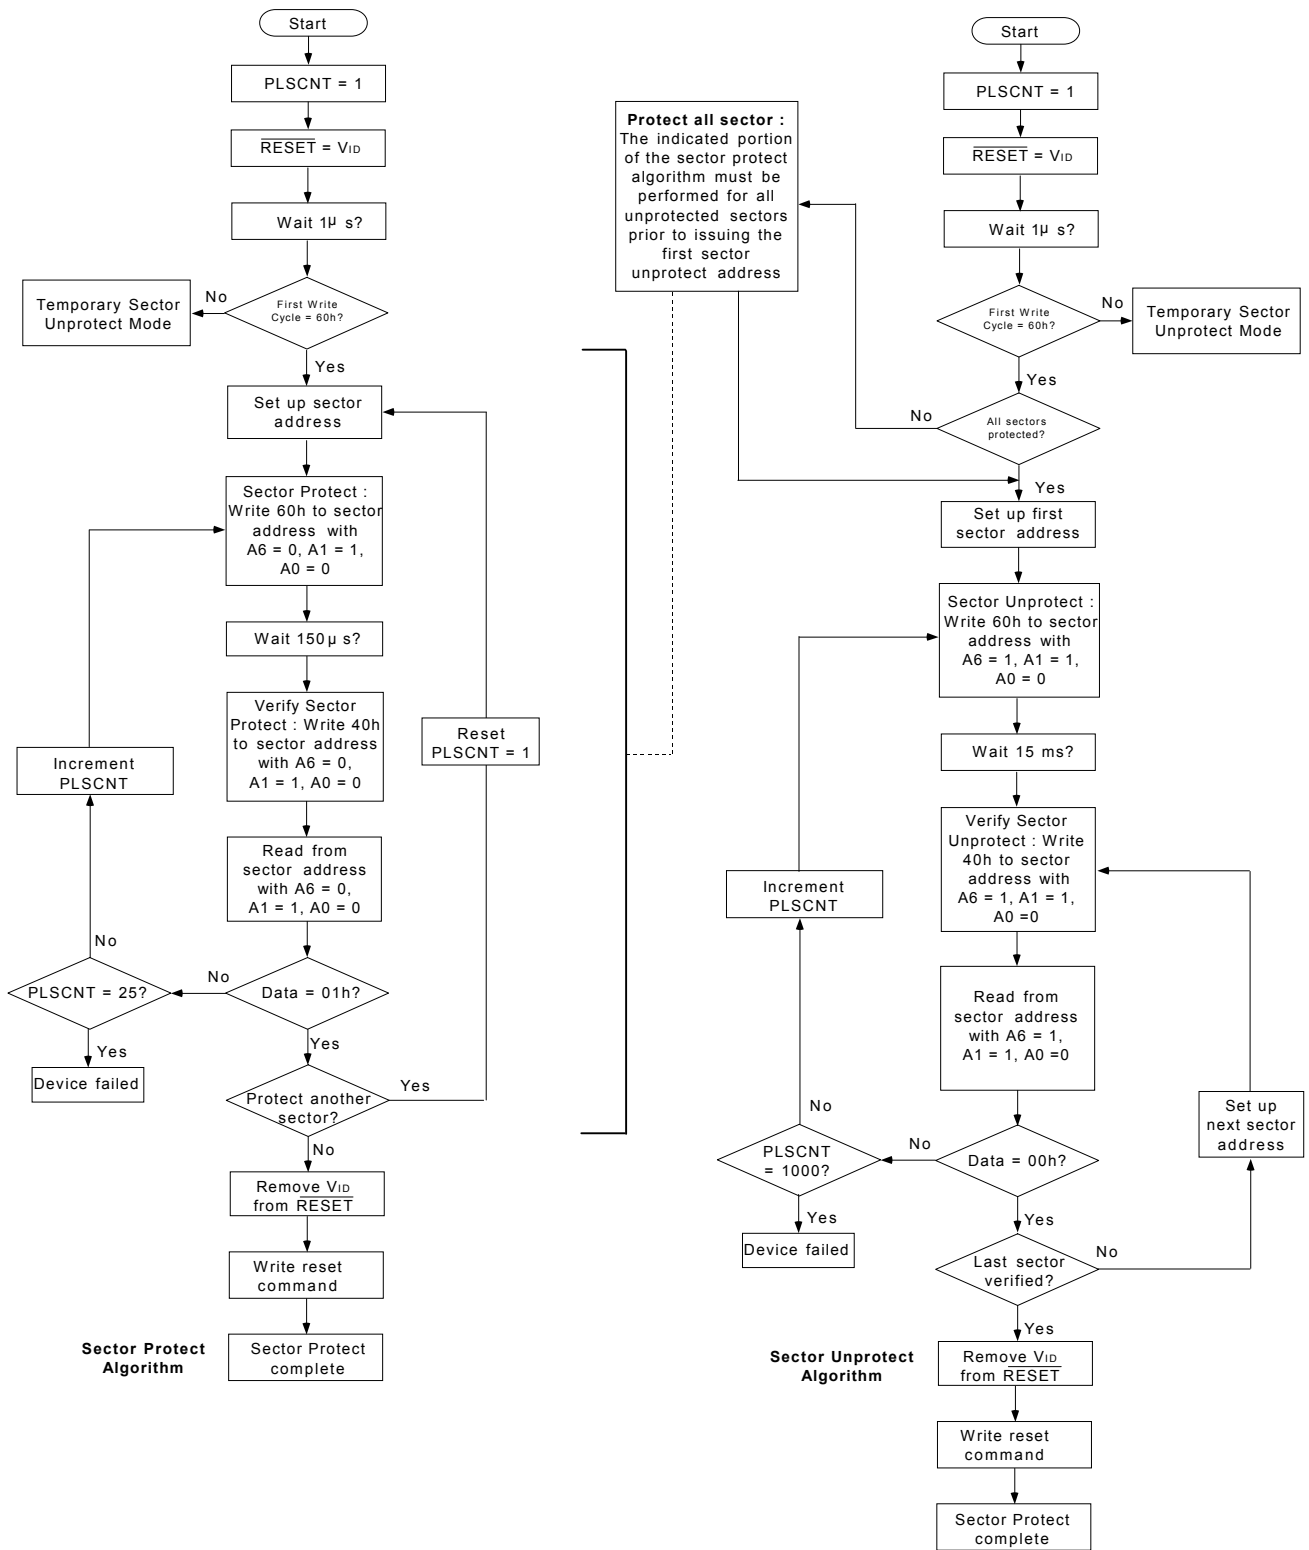 Start
PLSCNT = 1
RESET = VID
Wait 1µ s?
First Write
Cycle = 60h?
No
Temporary Sector
Unprotect Mode
Yes
Set up sector
address
Sector Protect :
Write 60h to sector
address with
A6 = 0, A1 = 1,
A0 = 0
Wait 150µ s?
Verify Sector
Protect : Write 40h
to sector address
with A6 = 0,
A1 = 1, A0 = 0
Reset
PLSCNT = 1
Increment
PLSCNT
Read from
sector address
with A6 = 0,
A1 = 1, A0 = 0
No
PLSCNT = 25?
No
Data = 01h?
Yes
Device failed
Yes
Protect another
sector?
Yes
No
Remove VID
from RESET
Write reset
command
Sector Protect
complete
Sector Protect
Algorithm
Protect all sector :
The indicated portion
of the sector protect
algorithm must be
performed for all
unprotected sectors
prior to issuing the
first sector
unprotect address
Start
PLSCNT = 1
RESET = VID
Wait 1µ s?
First Write
Cycle = 60h?
No
Temporary Sector
Unprotect Mode
Yes
All sectors
protected?
No
Yes
Set up first
sector address
Sector Unprotect :
Write 60h to sector
address with
A6 = 1, A1 = 1,
A0 = 0
Wait 15 ms?
Verify Sector
Unprotect : Write
40h to sector
address with
A6 = 1, A1 = 1,
A0 =0
Increment
PLSCNT
Read from
sector address
with A6 = 1,
A1 = 1, A0 =0
Set up
next sector
address
No
PLSCNT
= 1000?
No
Data = 00h?
Yes
Device failed
Yes
Last sector
verified?
No
Yes
Remove VID
from RESET
Sector Unprotect
Algorithm
Write reset
command
Sector Protect
complete